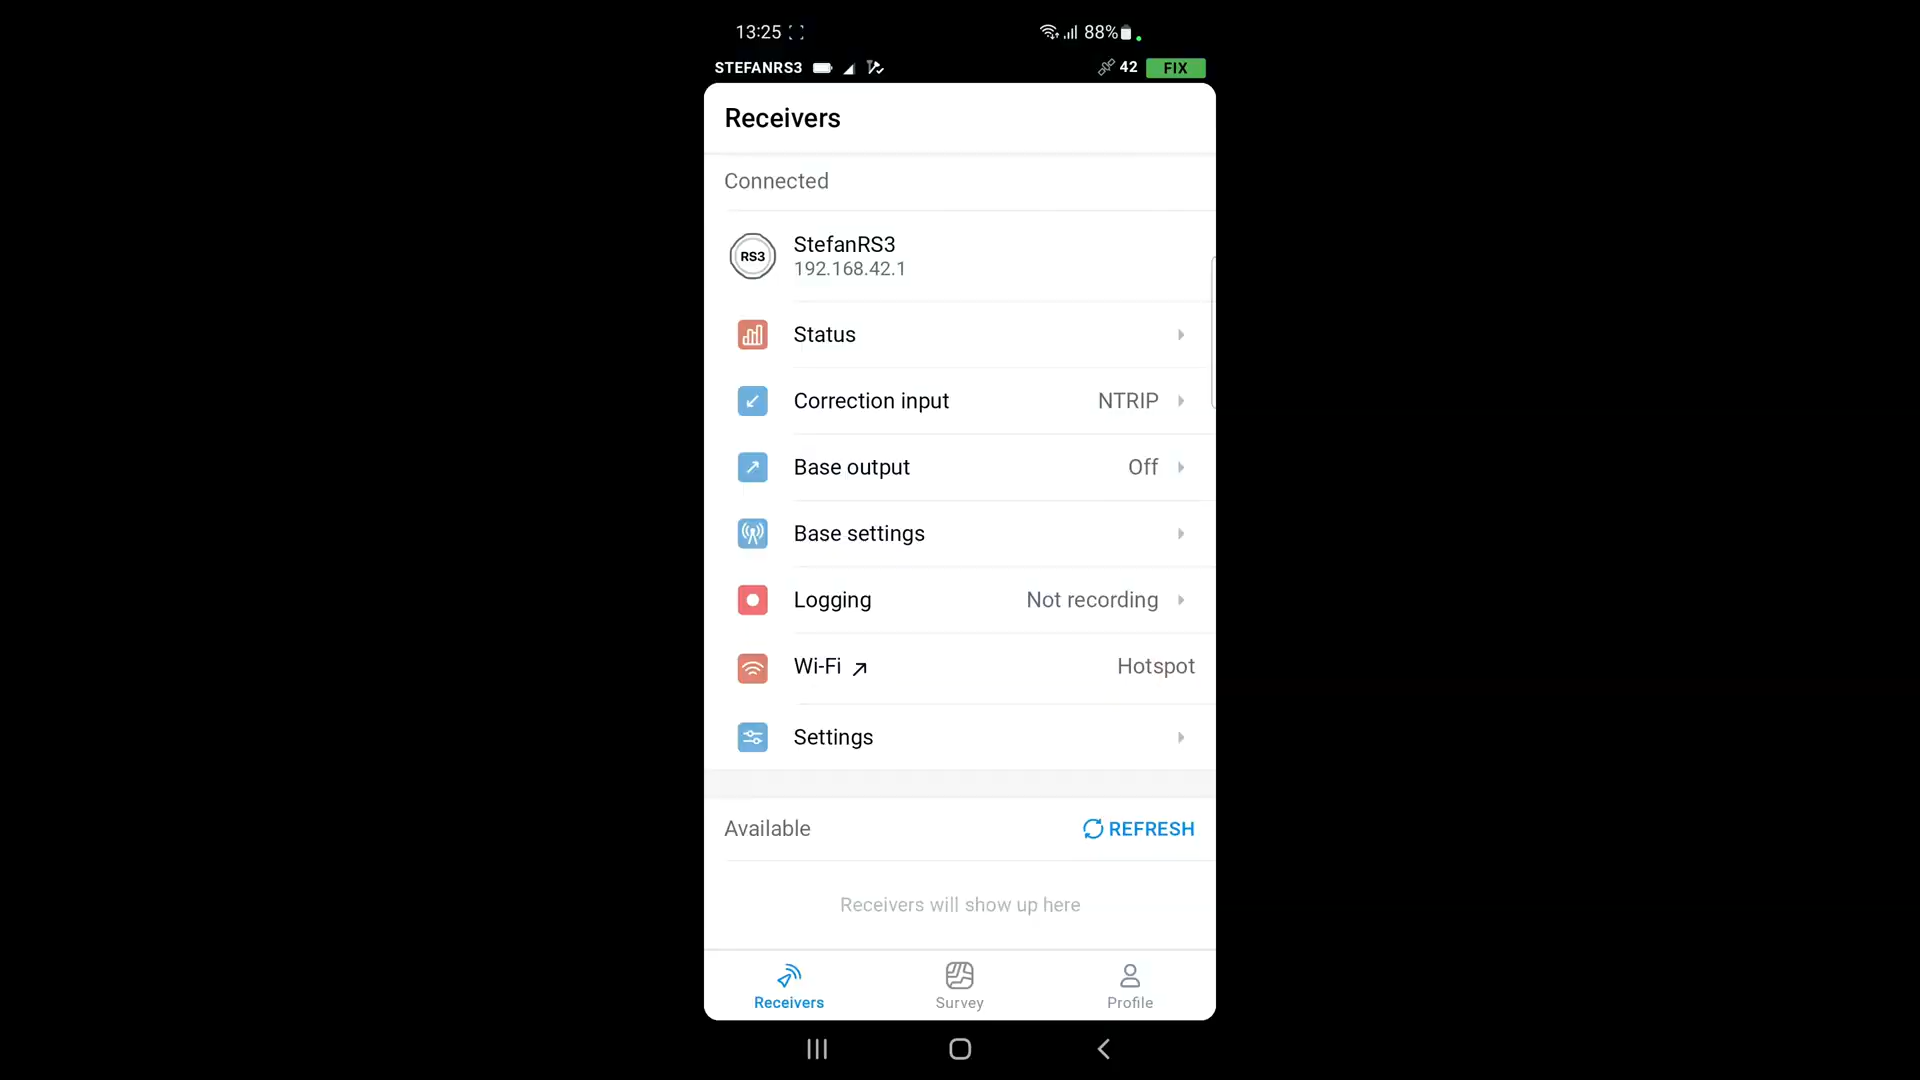 13:25 88%
STEFANRS3 42 FIX
Receivers
Connected
RS3 StefanRS3
192.168.42.1
Status
Correction input NTRIP
Base output Off
Base settings
Logging Not recording
Wi-Fi Hotspot
Settings
Available REFRESH
Receivers will show up here
Receivers Survey Profile